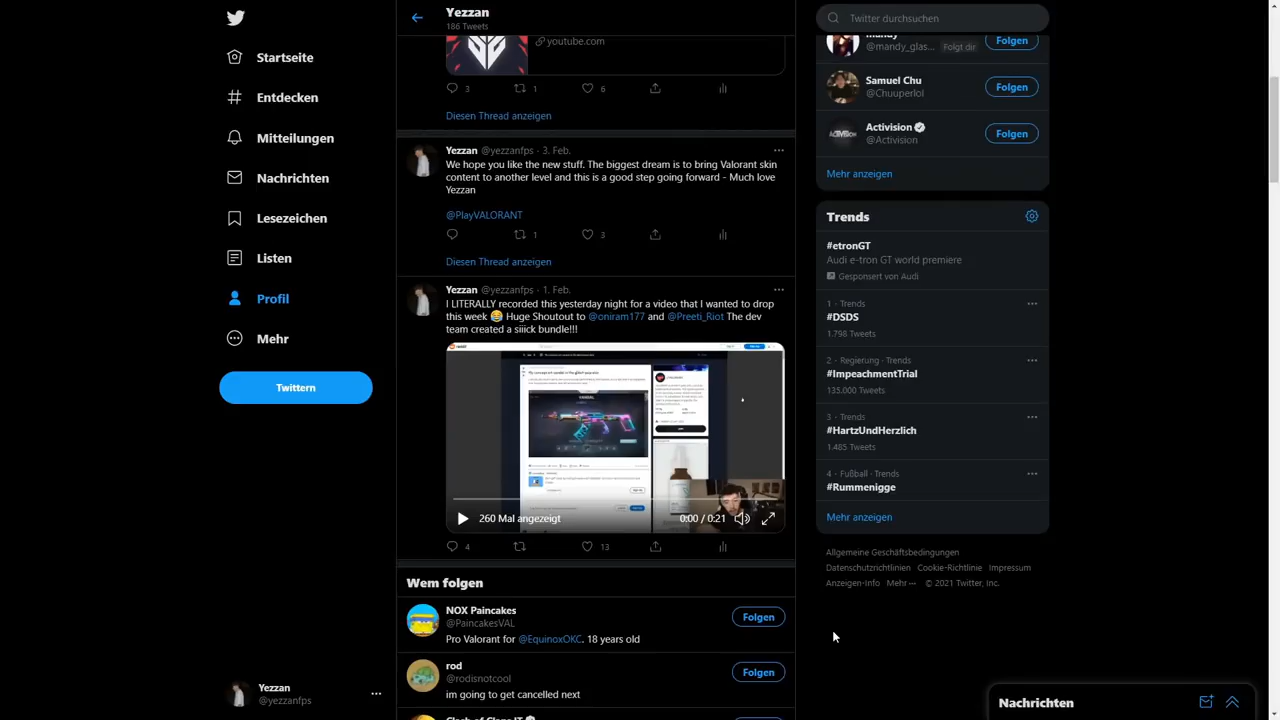 Startseite
Entdecken
Mitteilungen
Nachrichten
Lesezeichen
Listen
Profil
Mehr
Twittern
Yezzan
@yezzanfps
Yezzan
186 Tweets
youtube.com
3
1
6
Diesen Thread anzeigen
Yezzan @yezzanfps · 3. Feb.
We hope you like the new stuff. The biggest dream is to bring Valorant skin
content to another level and this is a good step going forward - Much love
Yezzan
@PlayVALORANT
1
3
Diesen Thread anzeigen
Yezzan @yezzanfps · 1. Feb.
I LITERALLY recorded this yesterday night for a video that I wanted to drop
this week 😂 Huge Shoutout to @oniram177 and @Preeti_Riot The dev
team created a siiick bundle!!!
VANDAL
260 Mal angezeigt
0:00 / 0:21
4
13
Wem folgen
NOX Paincakes
@PaincakesVAL
Folgen
Pro Valorant for @EquinoxOKC. 18 years old
rod
@rodisnotcool
Folgen
im going to get cancelled next
Twitter durchsuchen
Mandy
@mandy_glas... Folgt dir
Folgen
Samuel Chu
@Chuuperlol
Folgen
Activision
@Activision
Folgen
Mehr anzeigen
Trends
#etronGT
Audi e-tron GT world premiere
Gesponsert von Audi
1 · Trends
#DSDS
1.798 Tweets
2 · Regierung · Trends
#ImpeachmentTrial
135.000 Tweets
3 · Trends
#HartzUndHerzlich
1.485 Tweets
4 · Fußball · Trends
#Rummenigge
Mehr anzeigen
Allgemeine Geschäftsbedingungen
Datenschutzrichtlinien Cookie-Richtlinie Impressum
Anzeigen-Info Mehr ··· © 2021 Twitter, Inc.
Nachrichten